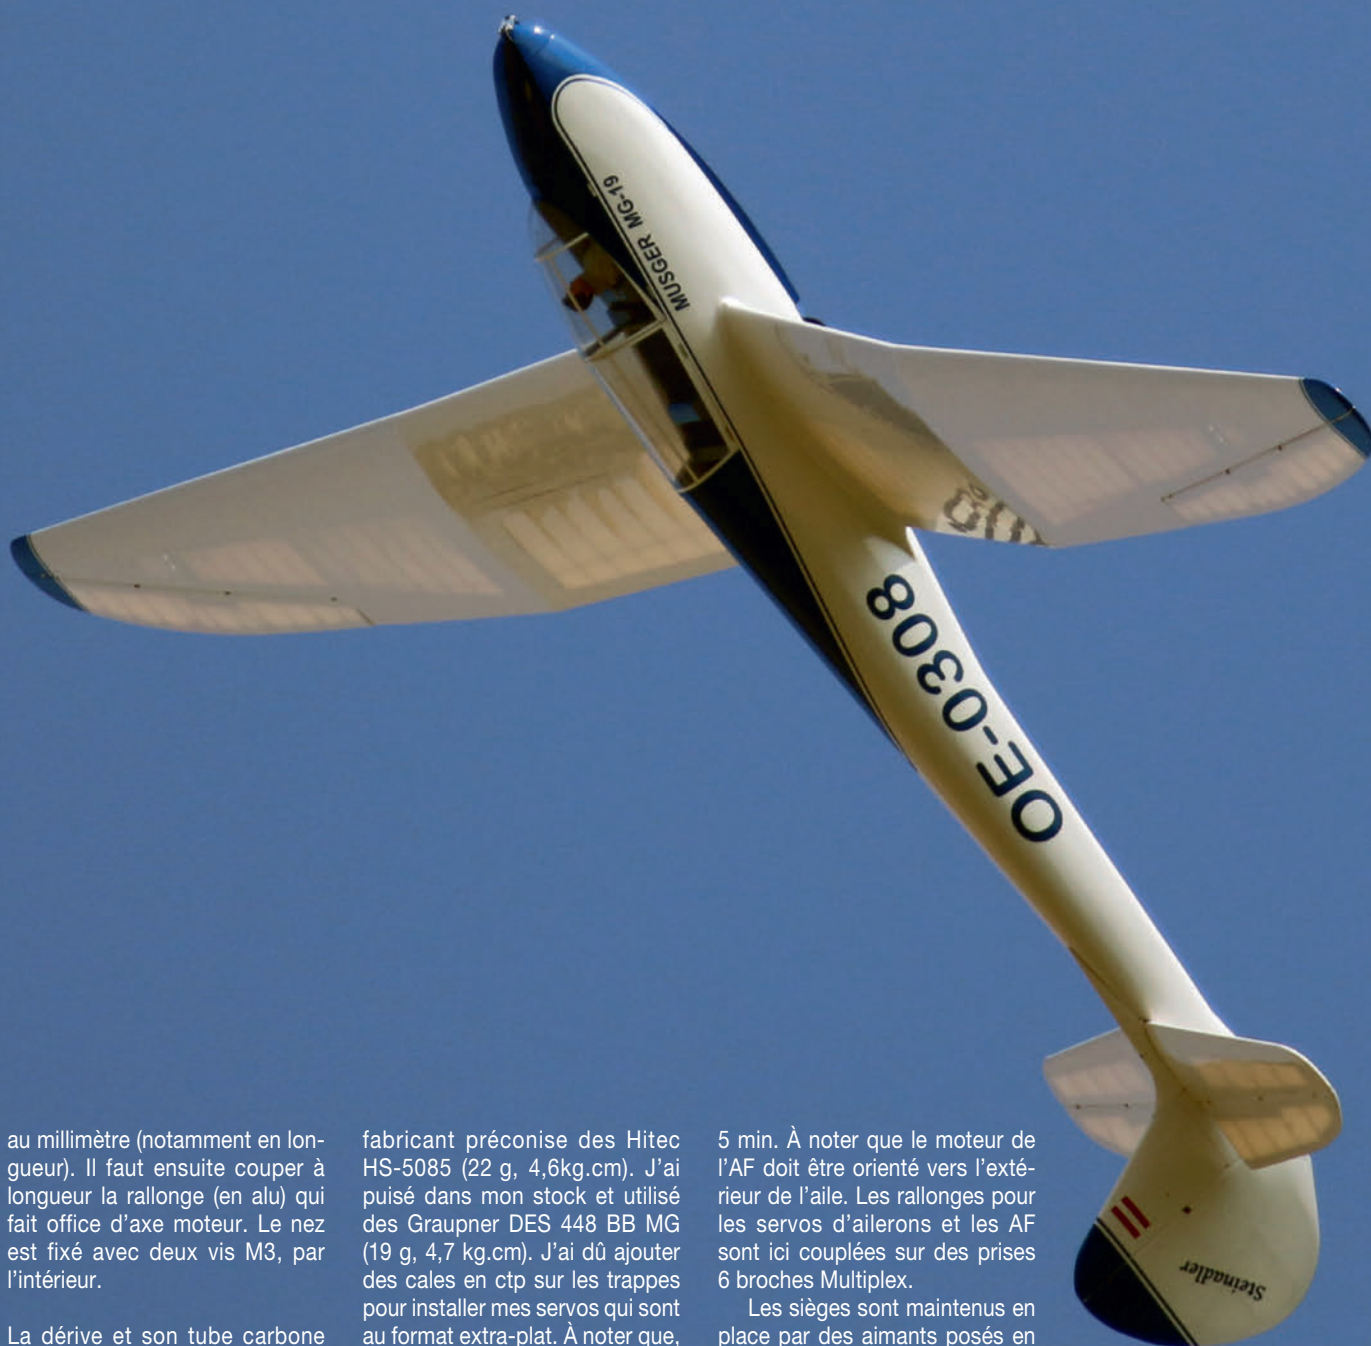 MUSGER MG-19
OE-0308
Steinadler
au millimètre (notamment en lon-
gueur). Il faut ensuite couper à
longueur la rallonge (en alu) qui
fait office d'axe moteur. Le nez
est fixé avec deux vis M3, par
l'intérieur.
La dérive et son tube carbone
fabricant préconise des Hitec
HS-5085 (22 g, 4,6kg.cm). J'ai
puisé dans mon stock et utilisé
des Graupner DES 448 BB MG
(19 g, 4,7 kg.cm). J'ai dû ajouter
des cales en ctp sur les trappes
pour installer mes servos qui sont
au format extra-plat. À noter que,
5 min. À noter que le moteur de
l'AF doit être orienté vers l'exté-
rieur de l'aile. Les rallonges pour
les servos d'ailerons et les AF
sont ici couplées sur des prises
6 broches Multiplex.
Les sièges sont maintenus en
place par des aimants posés en